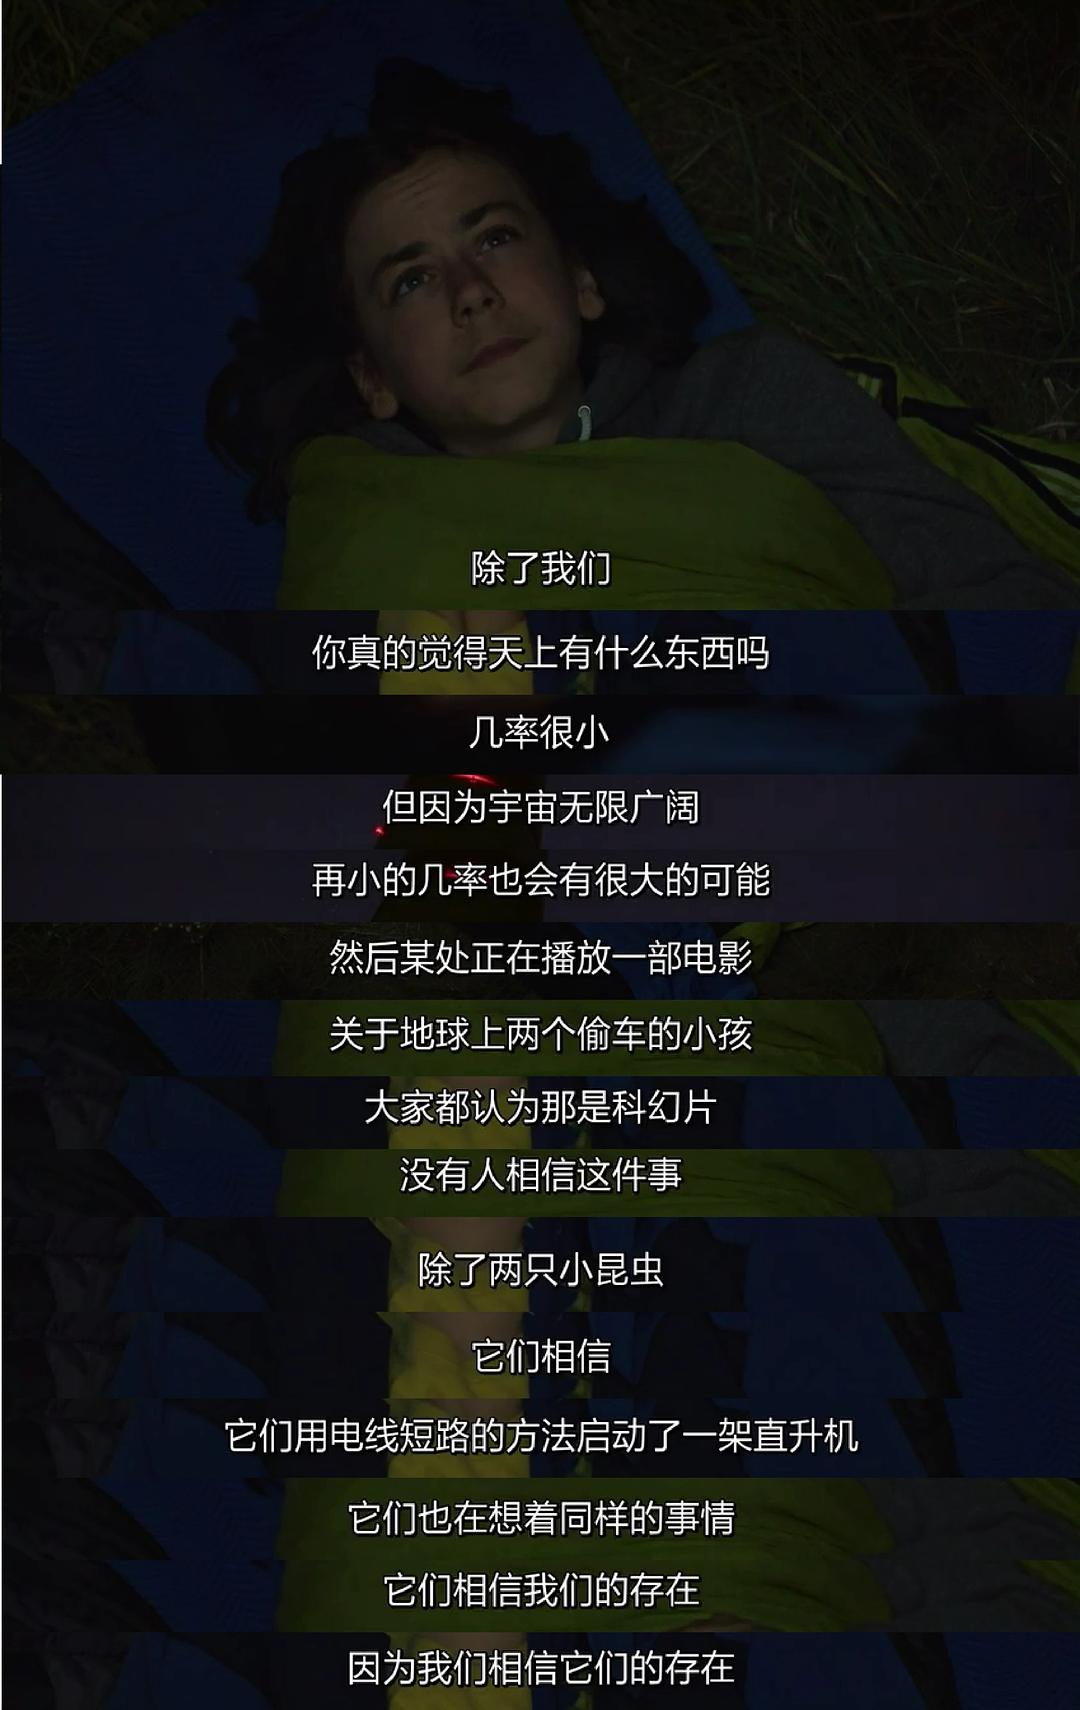 除了我们
你真的觉得天上有什么东西吗
几率很小
但因为宇宙无限广阔
再小的几率也会有很大的可能
然后某处正在播放一部电影
关于地球上两个偷车的小孩
大家都认为那是科幻片
没有人相信这件事
除了两只小昆虫
它们相信
它们用电线短路的方法启动了一架直升机
它们也在想着同样的事情
它们相信我们的存在
因为我们相信它们的存在